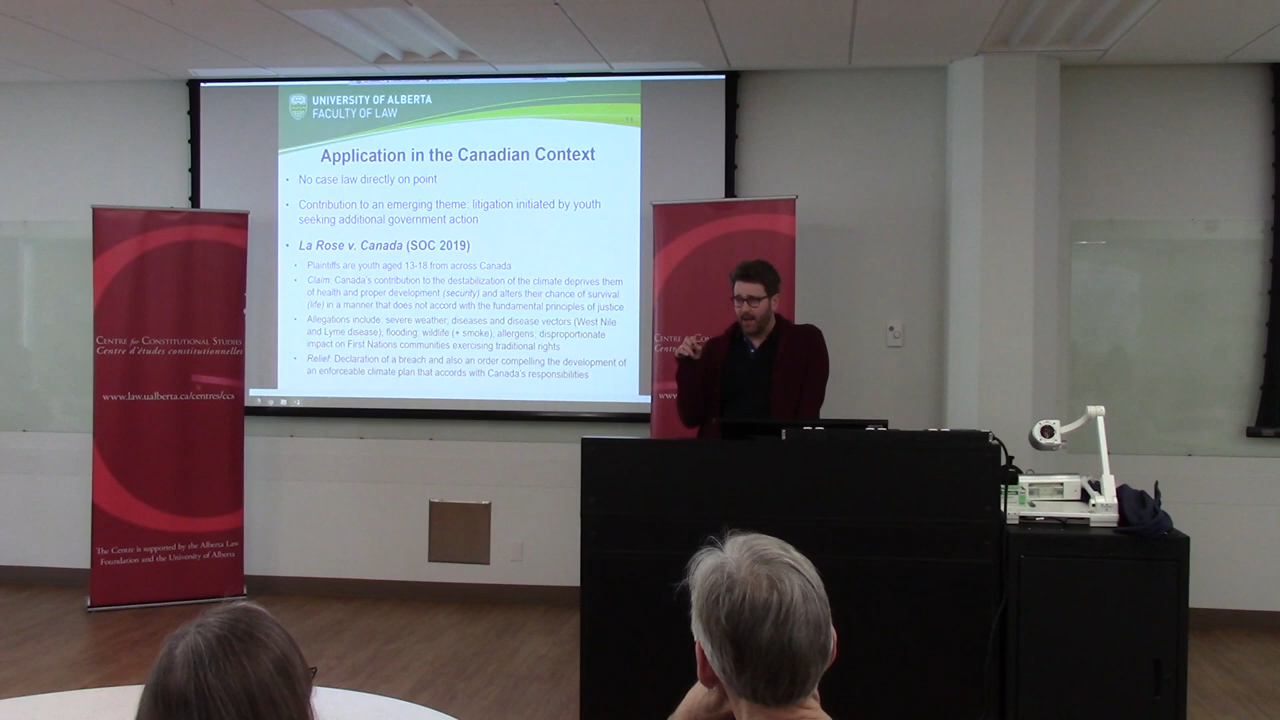 UNIVERSITY OF ALBERTA
FACULTY OF LAW
11
Application in the Canadian Context
• No case law directly on point
• Contribution to an emerging theme: litigation initiated by youth
seeking additional government action
• La Rose v. Canada (SOC 2019)
• Plaintiffs are youth aged 13-18 from across Canada
• Claim: Canada's contribution to the destabilization of the climate deprives them
of health and proper development (security) and alters their chance of survival
(life) in a manner that does not accord with the fundamental principles of justice
• Allegations include: severe weather; diseases and disease vectors (West Nile
and Lyme disease); flooding; wildlife (+ smoke); allergens; disproportionate
impact on First Nations communities exercising traditional rights
• Relief: Declaration of a breach and also an order compelling the development of
an enforceable climate plan that accords with Canada's responsibilities
CENTRE for CONSTITUTIONAL STUDIES
Centre d'études constitutionnelles
www.law.ualberta.ca/centres/ccs
The Centre is supported by the Alberta Law
Foundation and the University of Alberta
CENTRE for CON
Centr
www